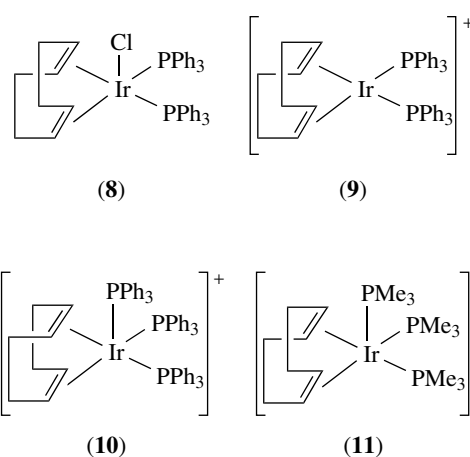 Cl
PPh3
Ir
PPh3
(8)
+
PPh3
Ir
PPh3
(9)
+
PPh3
PPh3
Ir
PPh3
(10)
PMe3
PMe3
Ir
PMe3
(11)